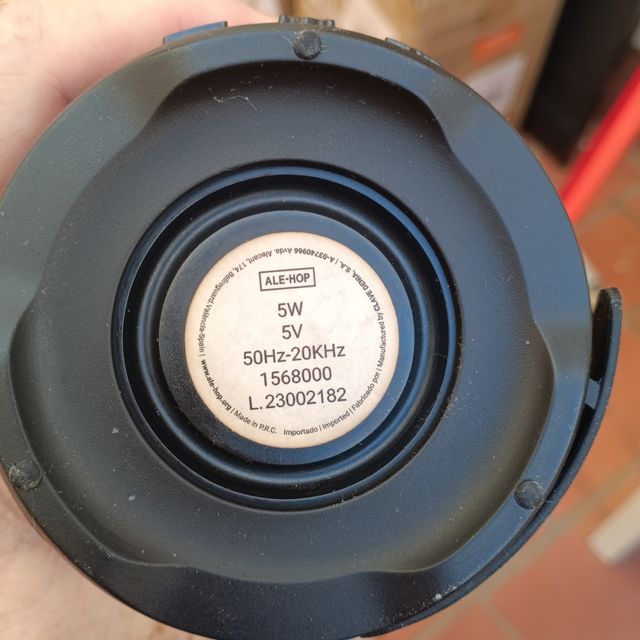 ALE-HOP
5W
5V
50Hz-20KHz
1568000
L.23002182
Importado | Imported | Fabricado por | Manufactured by CLAVE DENIA, S.A. | A-03740966 Avda. Alacant, 174, Bellreguard, Valencia-Spain | www.ale-hop.org | Made in P.R.C.